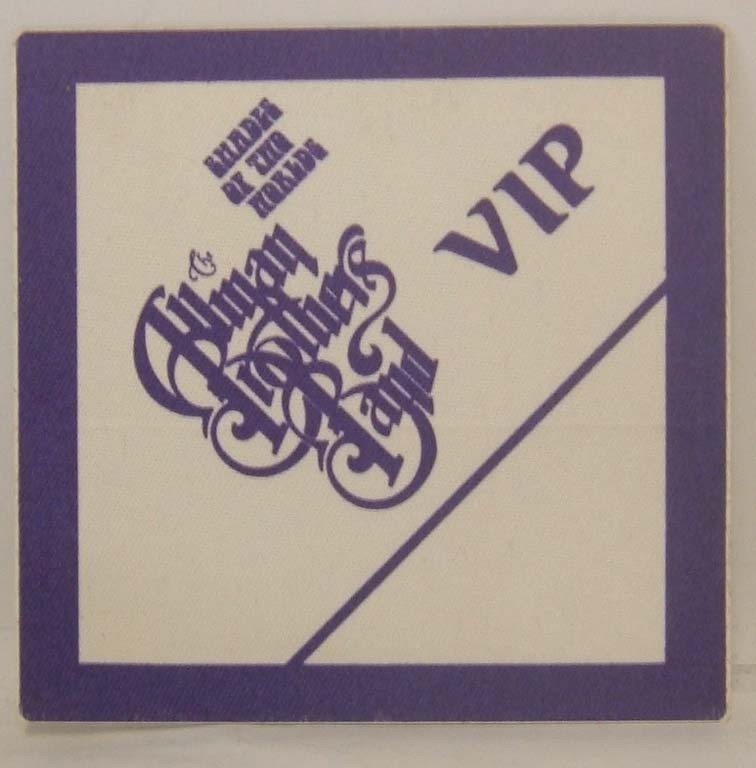 SHADES
OF TWO
WORLDS
The
Allman
Brothers
Band
VIP